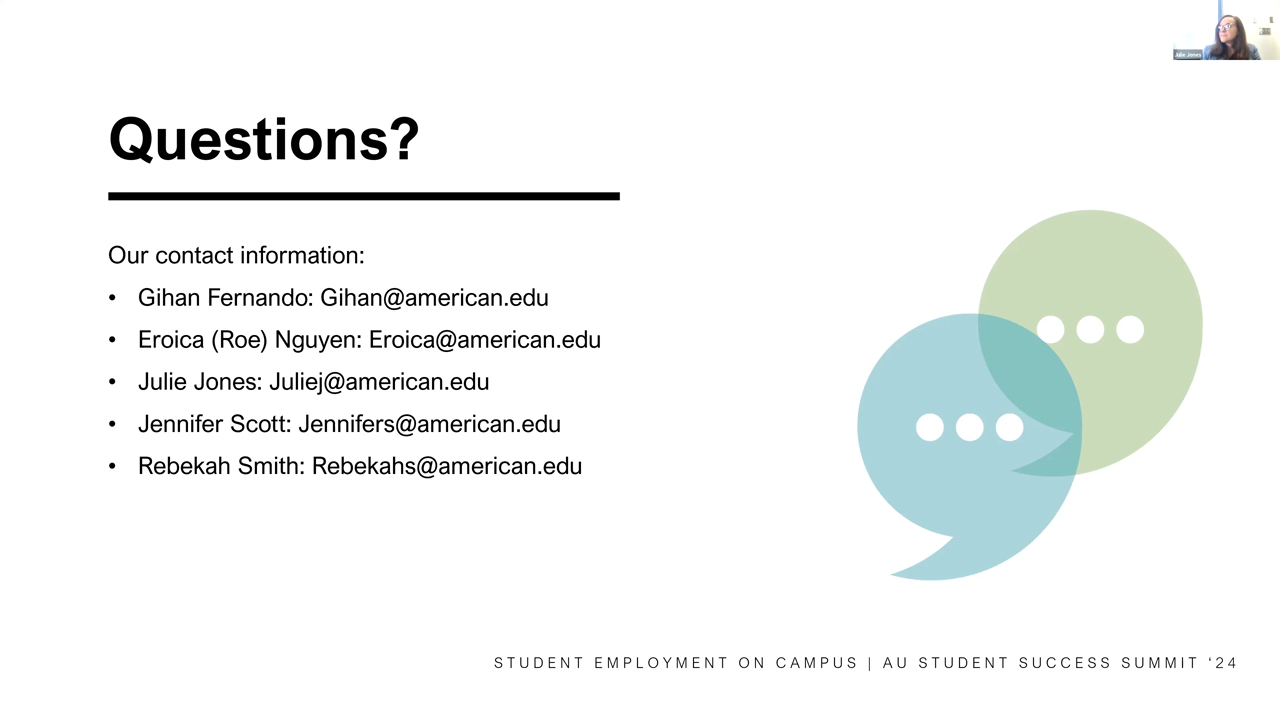 Julie Jones
Questions?
Our contact information:
• Gihan Fernando: Gihan@american.edu
• Eroica (Roe) Nguyen: Eroica@american.edu
• Julie Jones: Juliej@american.edu
• Jennifer Scott: Jennifers@american.edu
• Rebekah Smith: Rebekahs@american.edu
STUDENT EMPLOYMENT ON CAMPUS | AU STUDENT SUCCESS SUMMIT ‘24